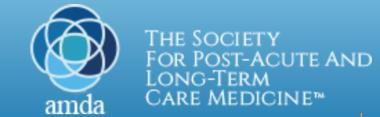 amda
THE SOCIETY
FOR POST-ACUTE AND
LONG-TERM
CARE MEDICINE™